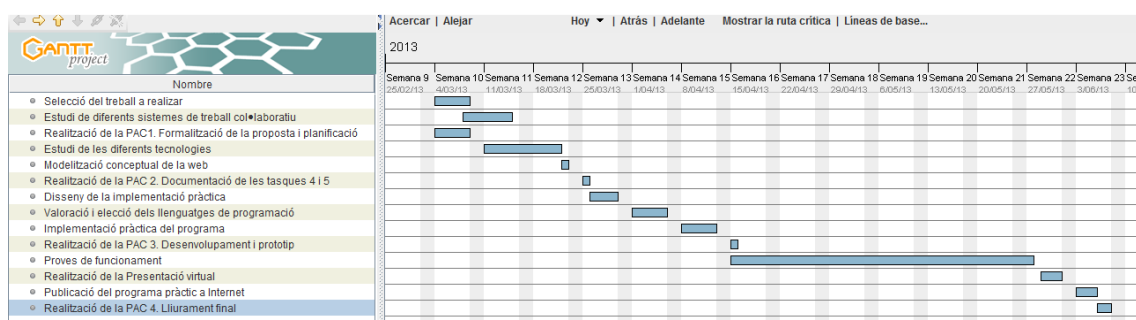 Acercar | Alejar Hoy | Atrás | Adelante Mostrar la ruta crítica | Líneas de base...
GANTT project
2013
Semana 9 Semana 10 Semana 11 Semana 12 Semana 13 Semana 14 Semana 15 Semana 16 Semana 17 Semana 18 Semana 19 Semana 20 Semana 21 Semana 22 Semana 23 Se
25/02/13 4/03/13 11/03/13 18/03/13 25/03/13 1/04/13 8/04/13 15/04/13 22/04/13 29/04/13 6/05/13 13/05/13 20/05/13 27/05/13 3/06/13 10
Nombre
Selecció del treball a realizar
Estudi de diferents sistemes de treball col•laboratiu
Realització de la PAC1. Formalització de la proposta i planificació
Estudi de les diferents tecnologies
Modelització conceptual de la web
Realització de la PAC 2. Documentació de les tasques 4 i 5
Disseny de la implementació pràctica
Valoració i elecció dels llenguatges de programació
Implementació pràctica del programa
Realització de la PAC 3. Desenvolupament i prototip
Proves de funcionament
Realització de la Presentació virtual
Publicació del programa pràctic a Internet
Realització de la PAC 4. Lliurament final